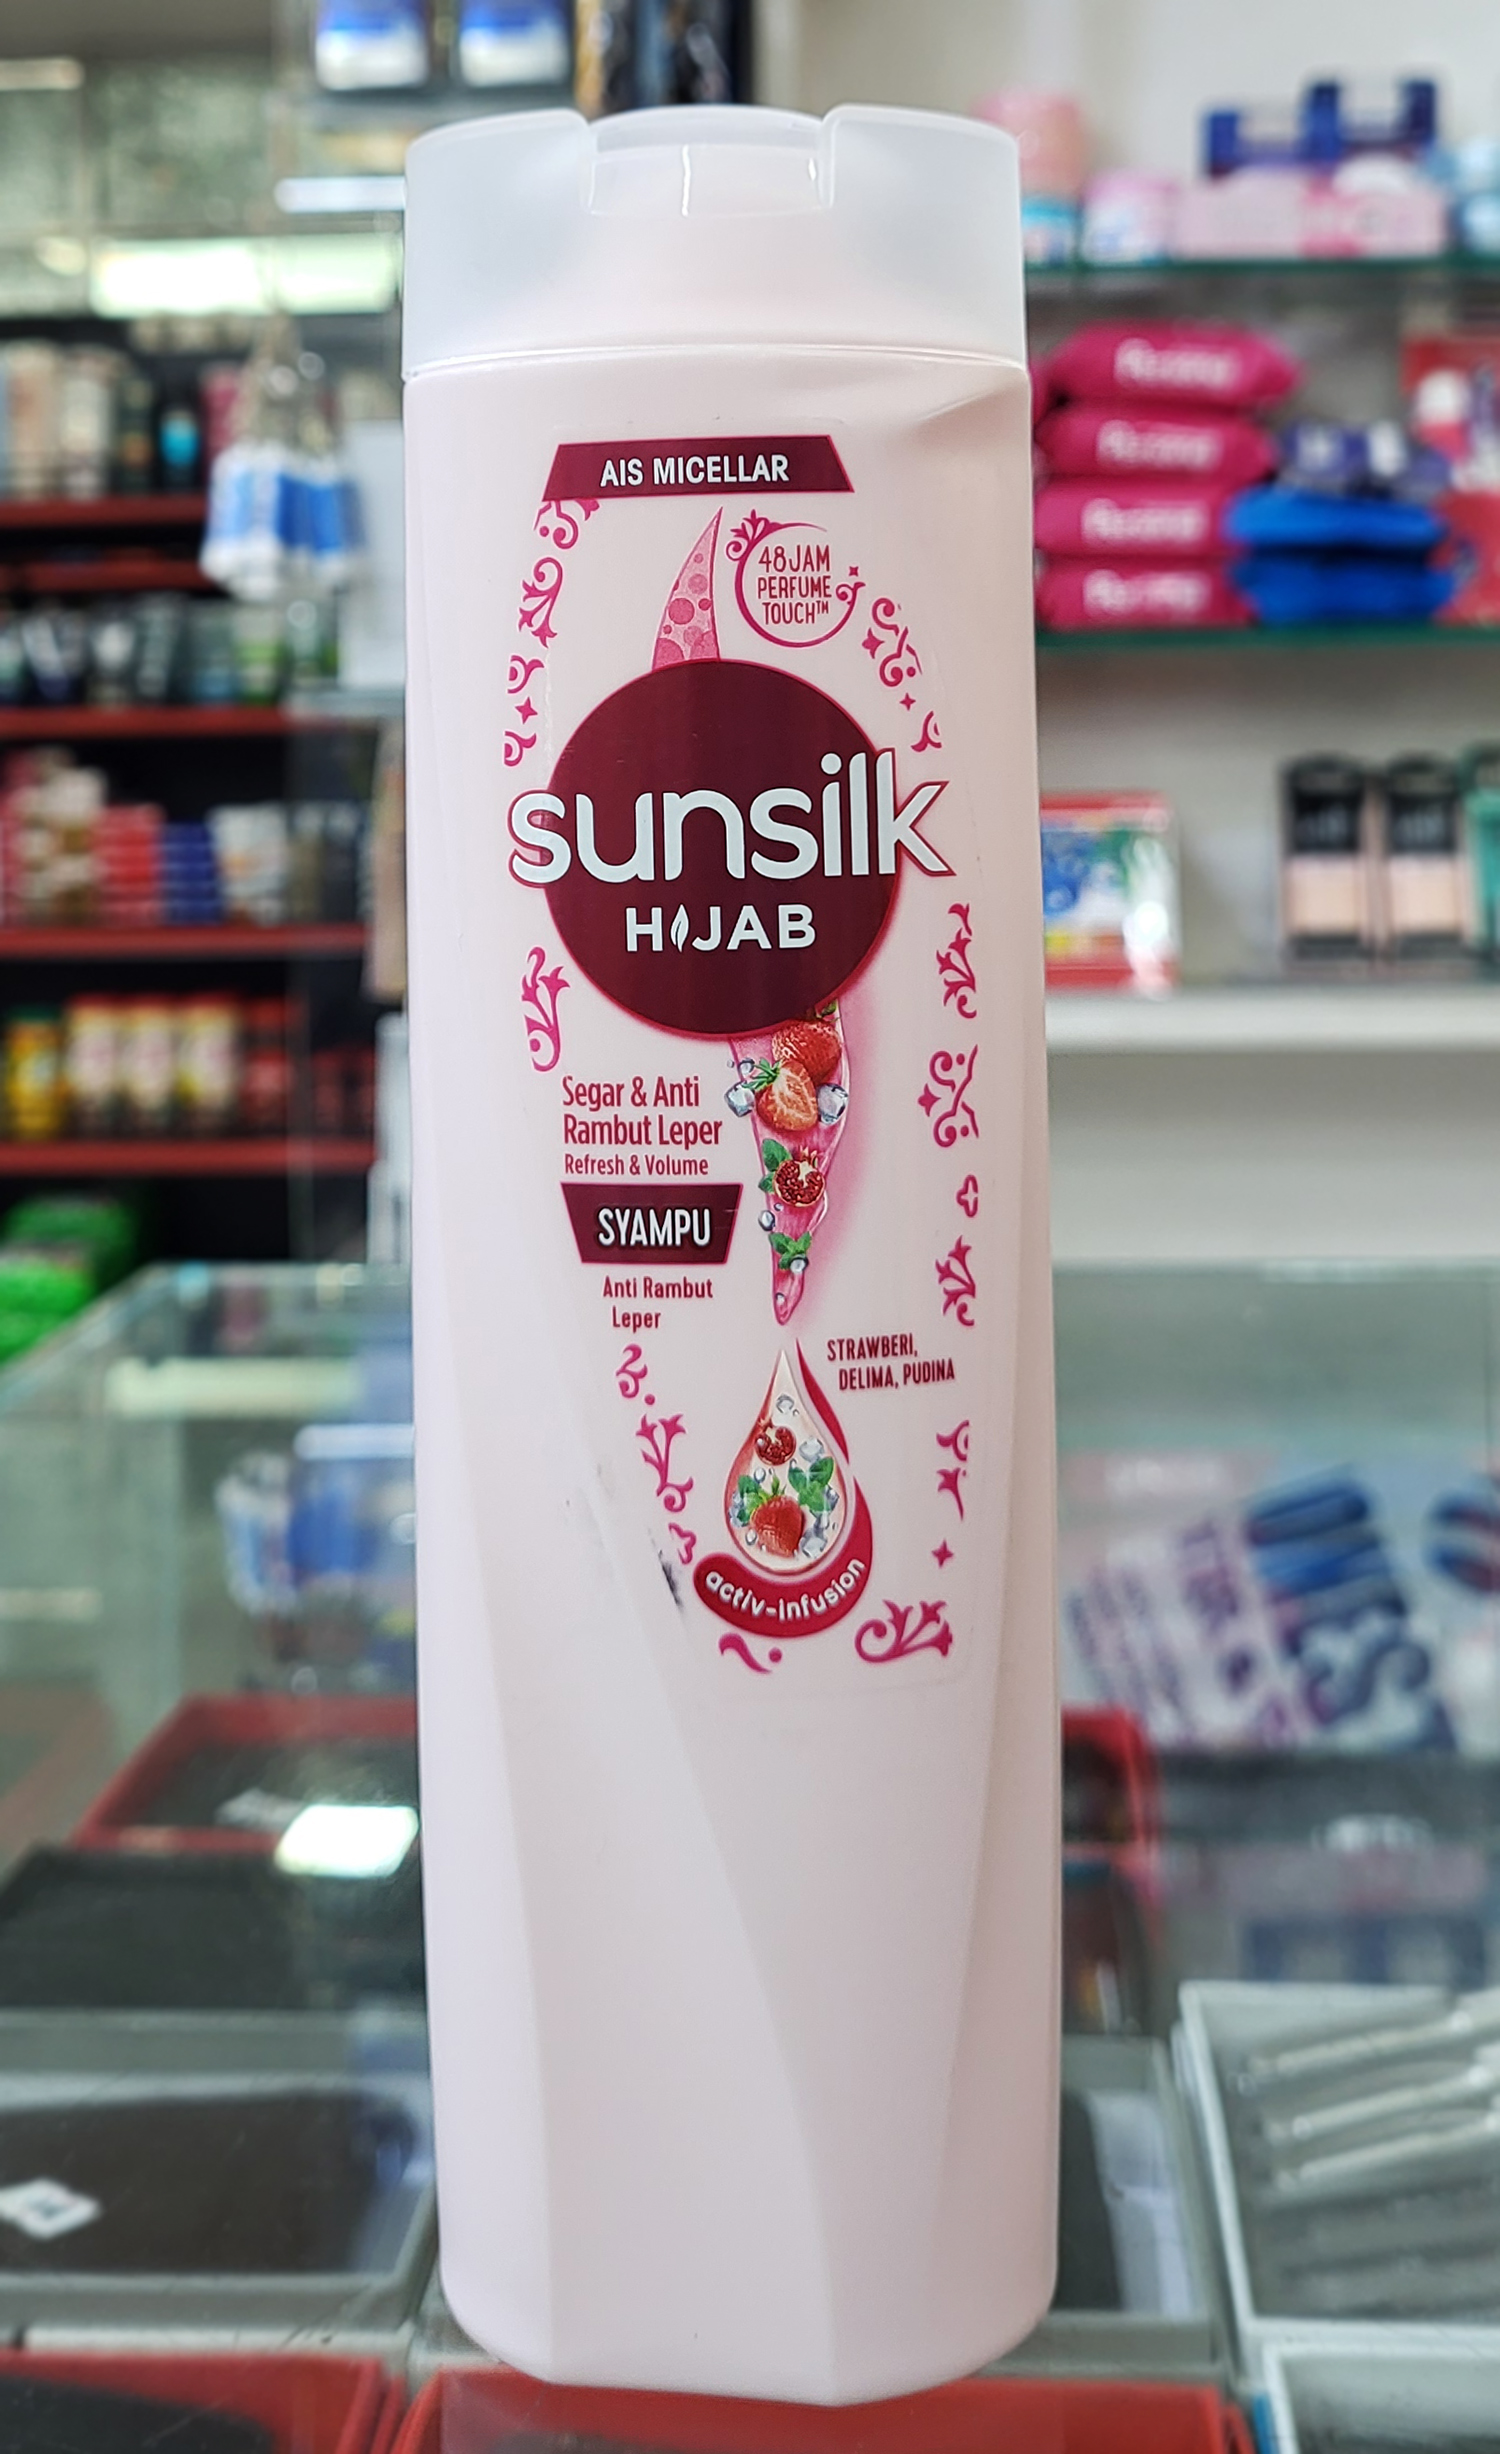 AIS MICELLAR
48JAM
PERFUME
TOUCH™
sunsilk
HIJAB
Segar & Anti
Rambut Leper
Refresh & Volume
SYAMPU
Anti Rambut
Leper
STRAWBERI,
DELIMA, PUDINA
activ-infusion